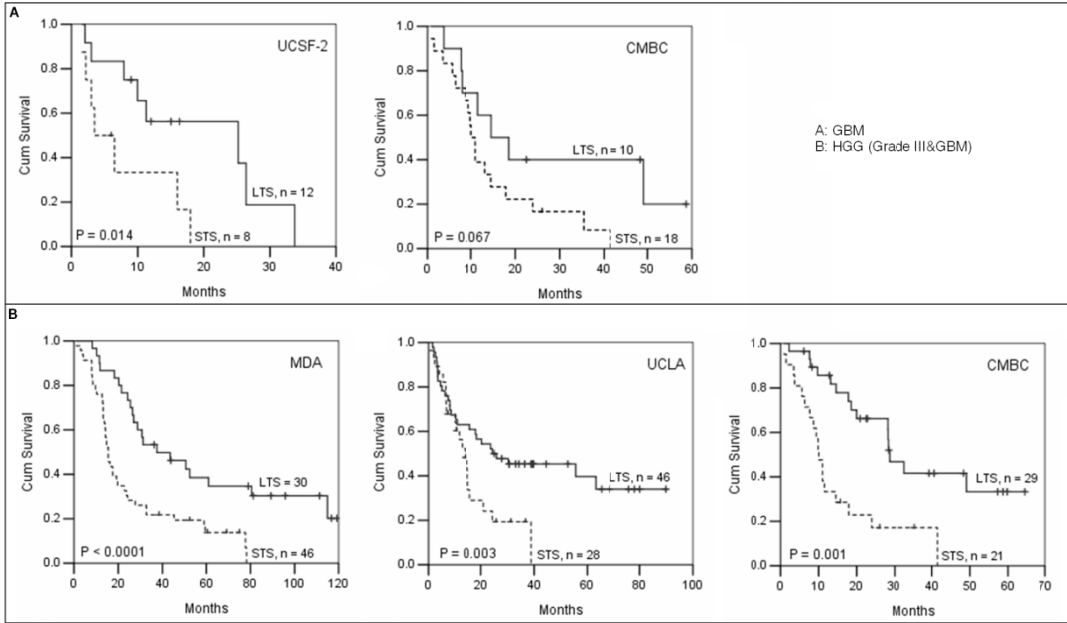 A
UCSF-2
Cum Survival
1.0
0.8
0.6
0.4
0.2
0.0
LTS, n = 12
P = 0.014
STS, n = 8
0 10 20 30 40
Months
CMBC
Cum Survival
1.0
0.8
0.6
0.4
0.2
0.0
LTS, n = 10
P = 0.067
STS, n = 18
0 10 20 30 40 50 60
Months
A: GBM
B: HGG (Grade III&GBM)
B
MDA
Cum Survival
1.0
0.8
0.6
0.4
0.2
0.0
LTS = 30
P < 0.0001
STS, n = 46
0 20 40 60 80 100 120
Months
UCLA
Cum Survival
1.0
0.8
0.6
0.4
0.2
0.0
LTS, n = 46
P = 0.003
STS, n = 28
0 20 40 60 80 100
Months
CMBC
Cum Survival
1.0
0.8
0.6
0.4
0.2
0.0
LTS, n = 29
P = 0.001
STS, n = 21
0 10 20 30 40 50 60 70
Months